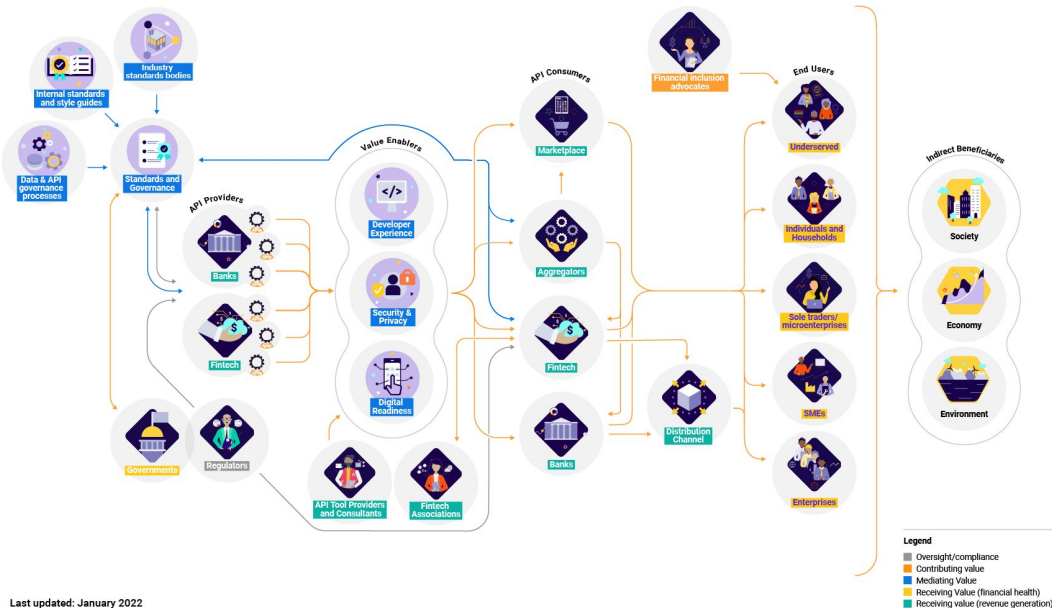 Industry
standards bodies
Internal standards
and style guides
Data & API
governance
processes
Standards and
Governance
API Providers
Banks
Fintech
Governments
Regulators
Value Enablers
</>
Developer
Experience
Security &
Privacy
Digital
Readiness
API Tool Providers
and Consultants
Fintech
Associations
API Consumers
Marketplace
Aggregators
Fintech
Banks
Distribution
Channel
Financial inclusion
advocates
End Users
Underserved
Individuals and
Households
Sole traders/
microenterprises
SMEs
Enterprises
Indirect Beneficiaries
Society
Economy
Environment
Legend
Oversight/compliance
Contributing value
Mediating Value
Receiving Value (financial health)
Receiving value (revenue generation)
Last updated: January 2022